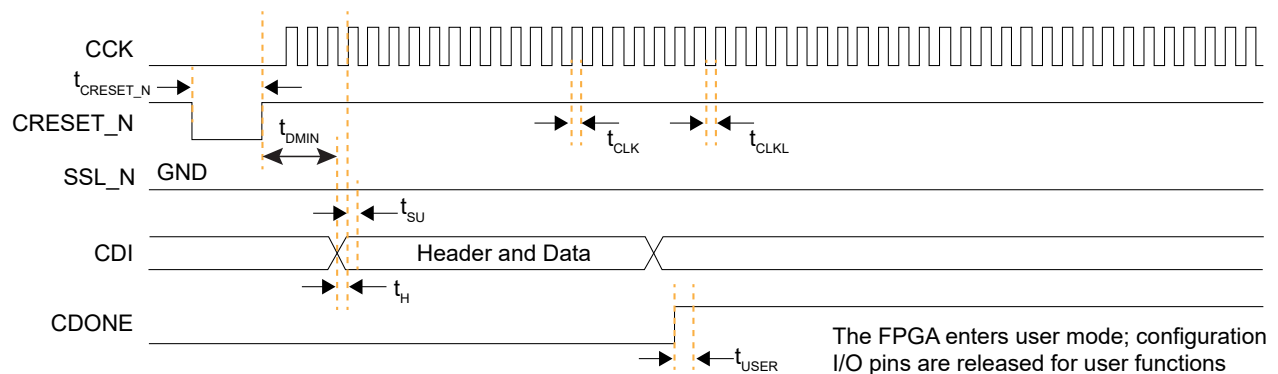 CCK
tCRESET_N
CRESET_N
tDMIN
tCLK
tCLKL
SSL_N
GND
tSU
CDI
Header and Data
tH
CDONE
tUSER
The FPGA enters user mode; configuration
I/O pins are released for user functions